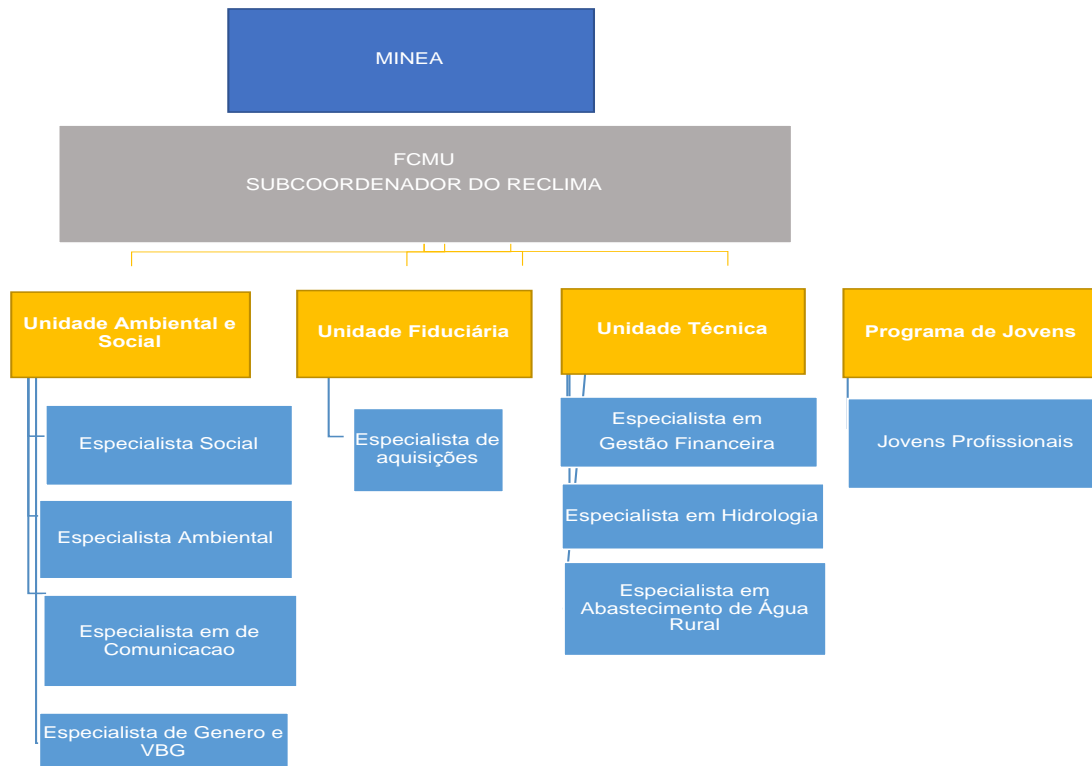 MINEA
FCMU
SUBCOORDENADOR DO RECLIMA
Unidade Ambiental e
Social
Especialista Social
Especialista Ambiental
Especialista em de
Comunicacao
Especialista de Genero e
VBG
Unidade Fiduciária
Especialista de
aquisições
Unidade Técnica
Especialista em
Gestão Financeira
Especialista em Hidrologia
Especialista em
Abastecimento de Água
Rural
Programa de Jovens
Jovens Profissionais